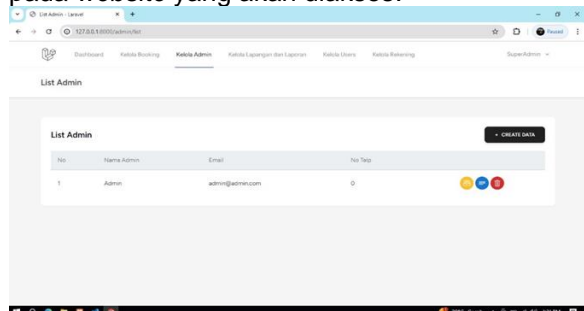 pada website yang akan diakses.
List Admin - Laravel
127.0.0.1:8000/admin/list
Paused
Dashboard Kelola Booking Kelola Admin Kelola Lapangan dan Laporan Kelola Users Kelola Rekening SuperAdmin
List Admin
List Admin
+ CREATE DATA
No Nama Admin Email No Telp
1 Admin admin@admin.com 0